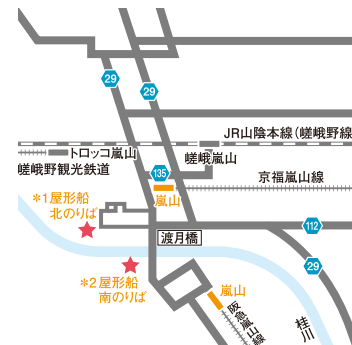 29
29
JR山陰本線(嵯峨野線
トロッコ嵐山
嵯峨野観光鉄道
嵯峨嵐山
135
京福嵐山線
嵐山
*1屋形船
北のりば
112
渡月橋
29
*2屋形船
南のりば
嵐山
阪急嵐山線
桂川